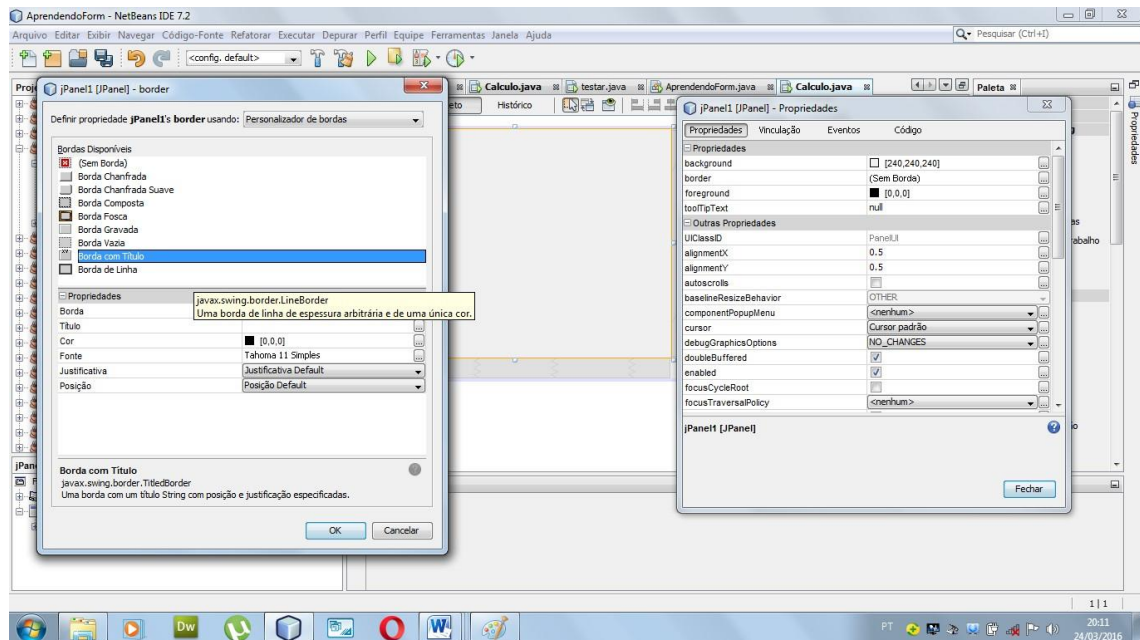 AprendendoForm - NetBeans IDE 7.2
Arquivo Editar Exibir Navegar Código-Fonte Refatorar Executar Depurar Perfil Equipe Ferramentas Janela Ajuda
Pesquisar (Ctrl+I)
<config. default>
Calculo.java testar.java AprendendoForm.java Calculo.java
Paleta
Histórico
Propriedades
jPanel1 [JPanel] - border
Definir propriedade jPanel1's border usando: Personalizador de bordas
Bordas Disponíveis
(Sem Borda)
Borda Chanfrada
Borda Chanfrada Suave
Borda Composta
Borda Fosca
Borda Gravada
Borda Vazia
Borda com Título
Borda de Linha
Propriedades
Borda
Título
Cor [0,0,0]
Fonte Tahoma 11 Simples
Justificativa Justificativa Default
Posição Posição Default
javax.swing.border.LineBorder
Uma borda de linha de espessura arbitrária e de uma única cor.
Borda com Título
javax.swing.border.TitledBorder
Uma borda com um título String com posição e justificação especificadas.
OK Cancelar
jPanel1 [JPanel] - Propriedades
Propriedades Vinculação Eventos Código
Propriedades
background [240,240,240]
border (Sem Borda)
foreground [0,0,0]
toolTipText null
Outras Propriedades
UIClassID PanelUI
alignmentX 0.5
alignmentY 0.5
autoscrolls
baselineResizeBehavior OTHER
componentPopupMenu <nenhum>
cursor Cursor padrão
debugGraphicsOptions NO_CHANGES
doubleBuffered
enabled
focusCycleRoot
focusTraversalPolicy <nenhum>
jPanel1 [JPanel]
Fechar
1|1
Dw
PT
20:11
24/03/2016